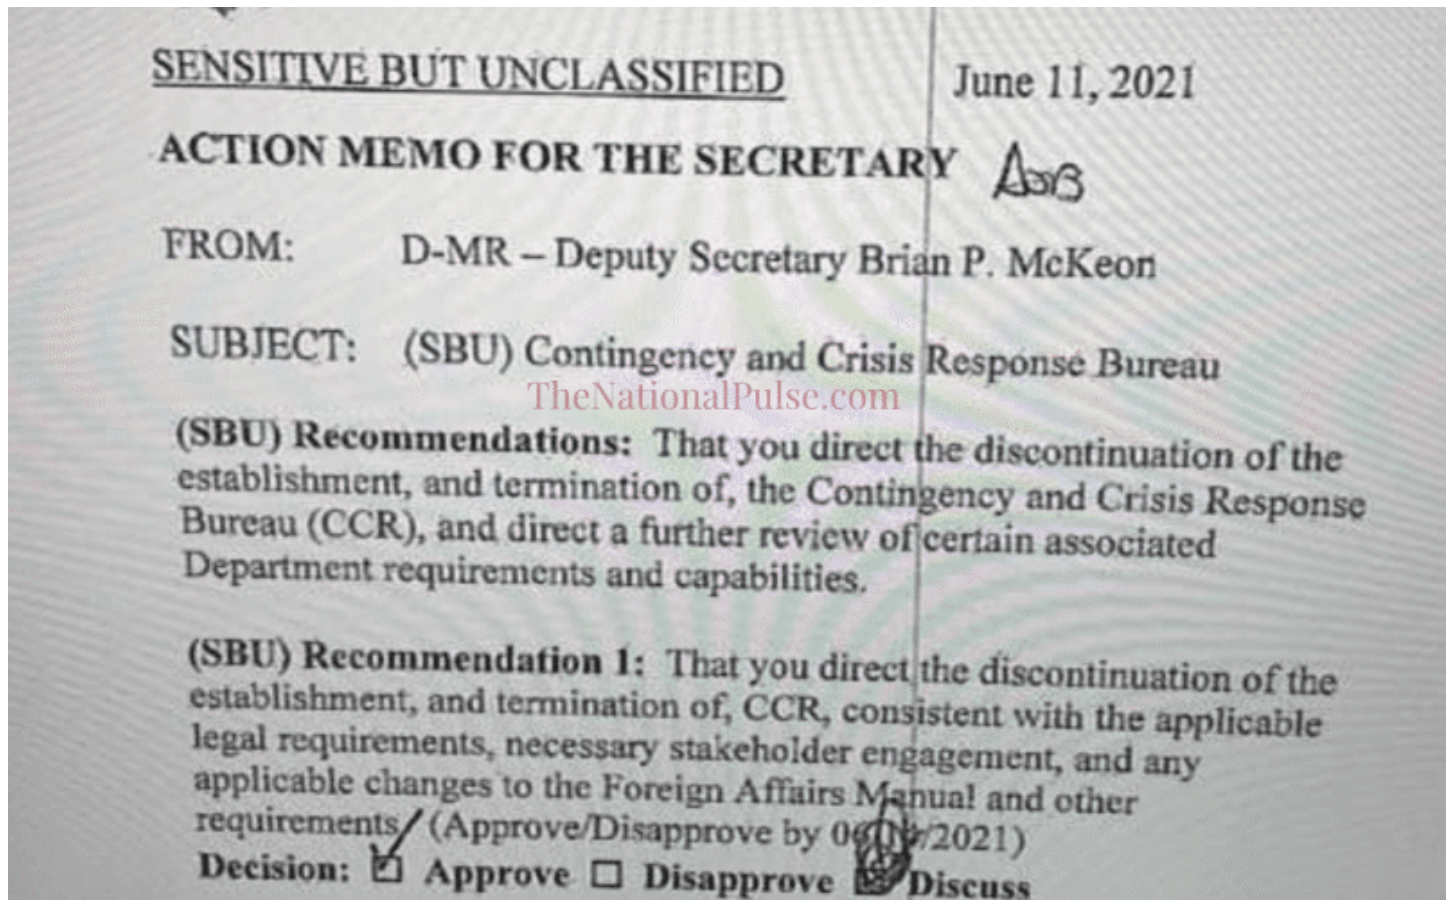 SENSITIVE BUT UNCLASSIFIED June 11, 2021
ACTION MEMO FOR THE SECRETARY
FROM: D-MR – Deputy Secretary Brian P. McKeon
SUBJECT: (SBU) Contingency and Crisis Response Bureau
TheNationalPulse.com
(SBU) Recommendations: That you direct the discontinuation of the
establishment, and termination of, the Contingency and Crisis Response
Bureau (CCR), and direct a further review of certain associated
Department requirements and capabilities.
(SBU) Recommendation 1: That you direct the discontinuation of the
establishment, and termination of, CCR, consistent with the applicable
legal requirements, necessary stakeholder engagement, and any
applicable changes to the Foreign Affairs Manual and other
requirements (Approve/Disapprove by /2021)
Decision: ☑ Approve ☐ Disapprove Discuss